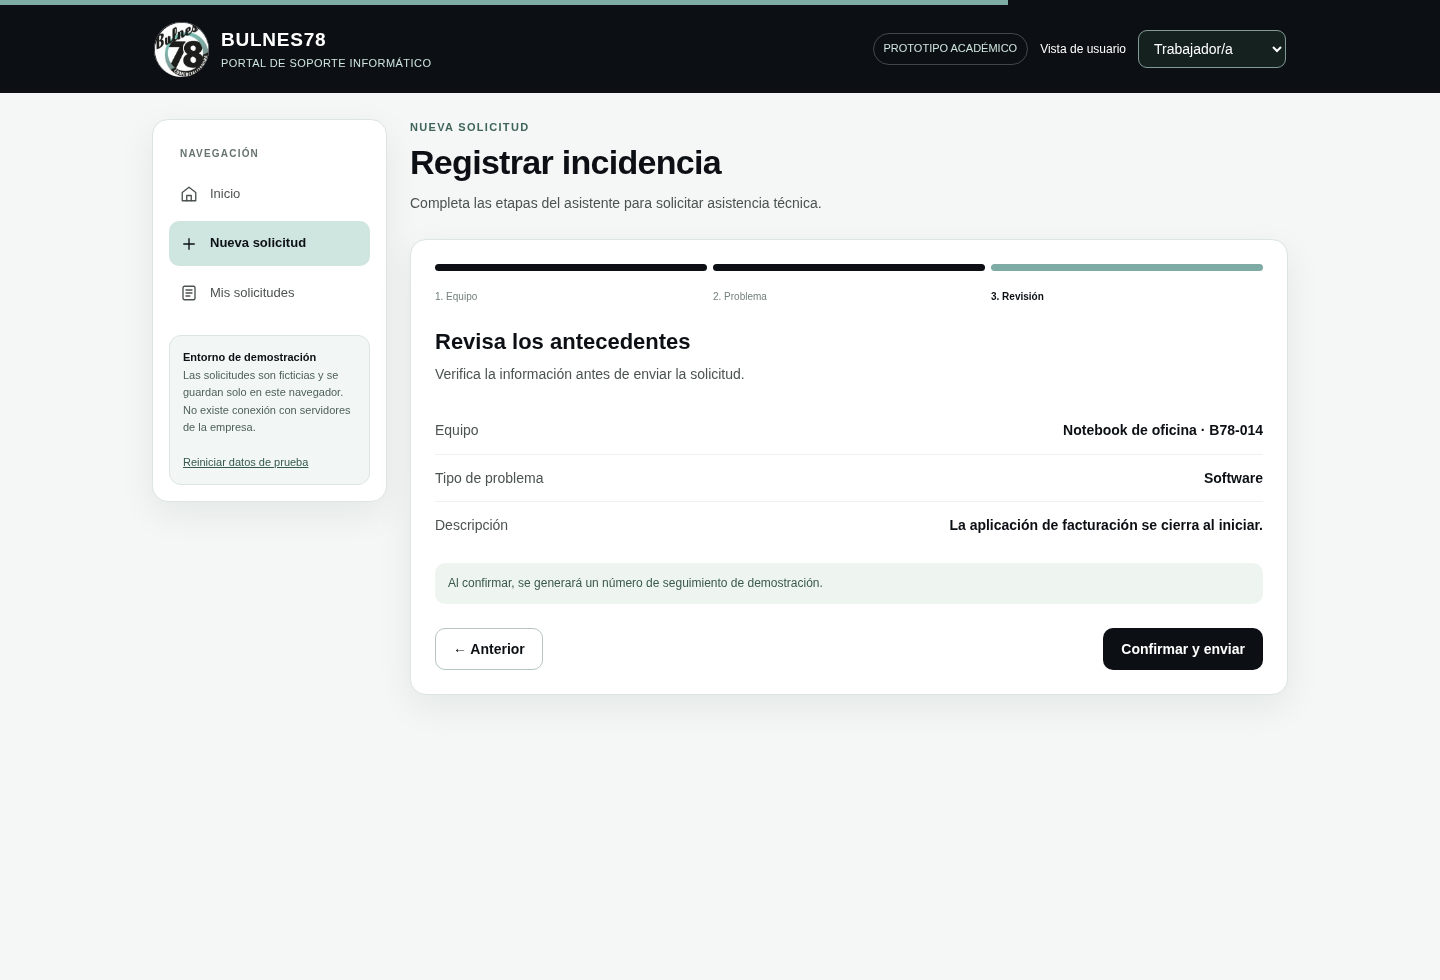 Bulnes
78
BULNES78
PORTAL DE SOPORTE INFORMÁTICO
PROTOTIPO ACADÉMICO
Vista de usuario
Trabajador/a
NAVEGACIÓN
Inicio
Nueva solicitud
Mis solicitudes
Entorno de demostración
Las solicitudes son ficticias y se
guardan solo en este navegador.
No existe conexión con servidores
de la empresa.
Reiniciar datos de prueba
NUEVA SOLICITUD
Registrar incidencia
Completa las etapas del asistente para solicitar asistencia técnica.
1. Equipo
2. Problema
3. Revisión
Revisa los antecedentes
Verifica la información antes de enviar la solicitud.
Equipo
Notebook de oficina · B78-014
Tipo de problema
Software
Descripción
La aplicación de facturación se cierra al iniciar.
Al confirmar, se generará un número de seguimiento de demostración.
← Anterior
Confirmar y enviar